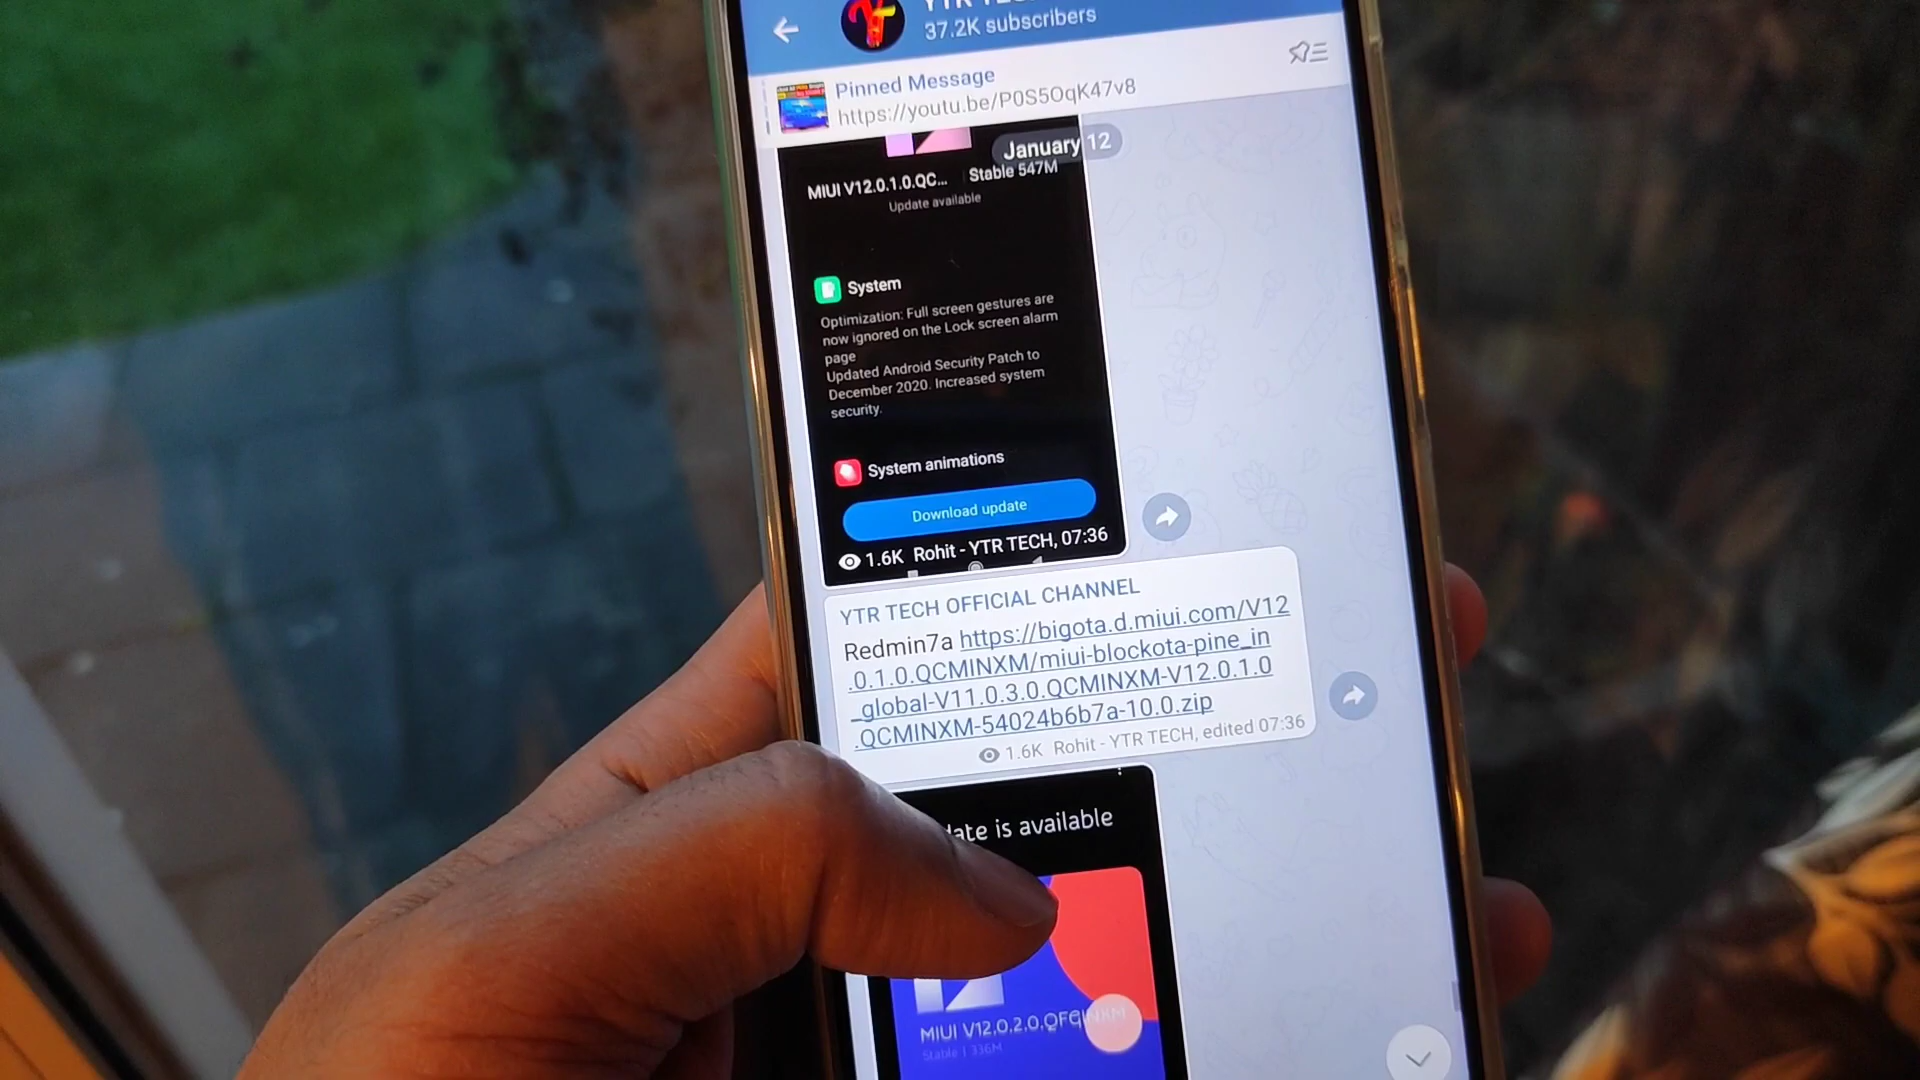 37.2K subscribers
Pinned Message
https://youtu.be/P0S5OqK47v8
January 12
MIUI V12.0.1.0.QC... Stable 547M
Update available
System
Optimization: Full screen gestures are
now ignored on the Lock screen alarm
page
Updated Android Security Patch to
December 2020. Increased system
security.
System animations
Download update
1.6K Rohit - YTR TECH, 07:36
YTR TECH OFFICIAL CHANNEL
Redmin7a https://bigota.d.miui.com/V12
.0.1.0.QCMINXM/miui-blockota-pine_in
_global-V11.0.3.0.QCMINXM-V12.0.1.0
.QCMINXM-54024b6b7a-10.0.zip
1.6K Rohit - YTR TECH, edited 07:36
is available
MIUI V12.0.2.0.QFQINXM
Stable | 336M